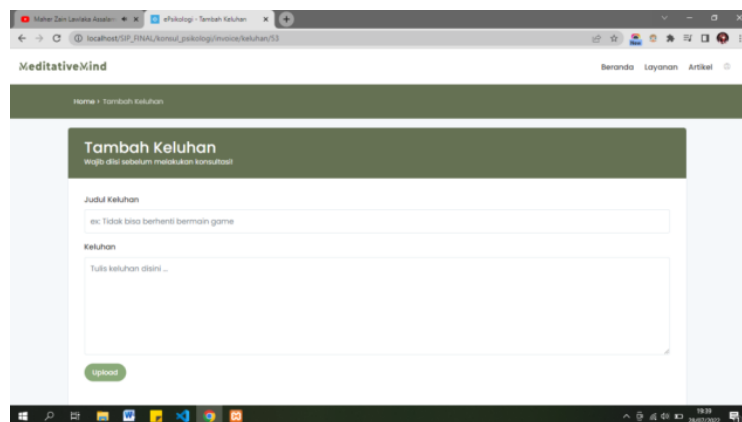 Maher Zain Lawlaka Assalam
ePsikologi - Tambah Keluhan
localhost/SIP_FINAL/konsul_psikologi/invoice/keluhan/53
New
MeditativeMind
Beranda Layanan Artikel
Home > Tambah Keluhan
Tambah Keluhan
Wajib diisi sebelum melakukan konsultasi!
Judul Keluhan
ex: Tidak bisa berhenti bermain game
Keluhan
Tulis keluhan disini ...
Upload
19:39